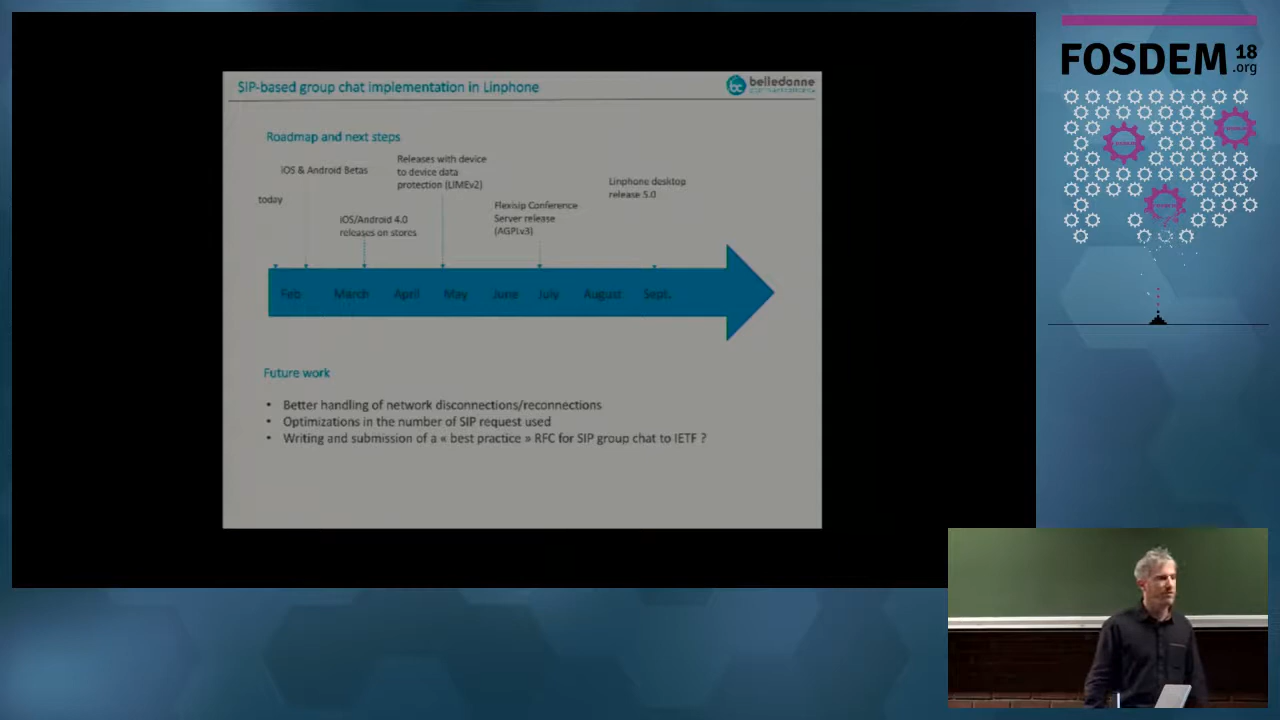 SIP-based group chat implementation in Linphone
belledonne
Roadmap and next steps
iOS & Android Betas
Releases with device
to device data
protection (LIMEv2)
today
iOS/Android 4.0
releases on stores
Flexisip Conference
Server release
(AGPLv3)
Linphone desktop
release 5.0
Feb
March
April
May
June
July
August
Sept.
Future work
• Better handling of network disconnections/reconnections
• Optimizations in the number of SIP request used
• Writing and submission of a « best practice » RFC for SIP group chat to IETF ?
FOSDEM 18
.org